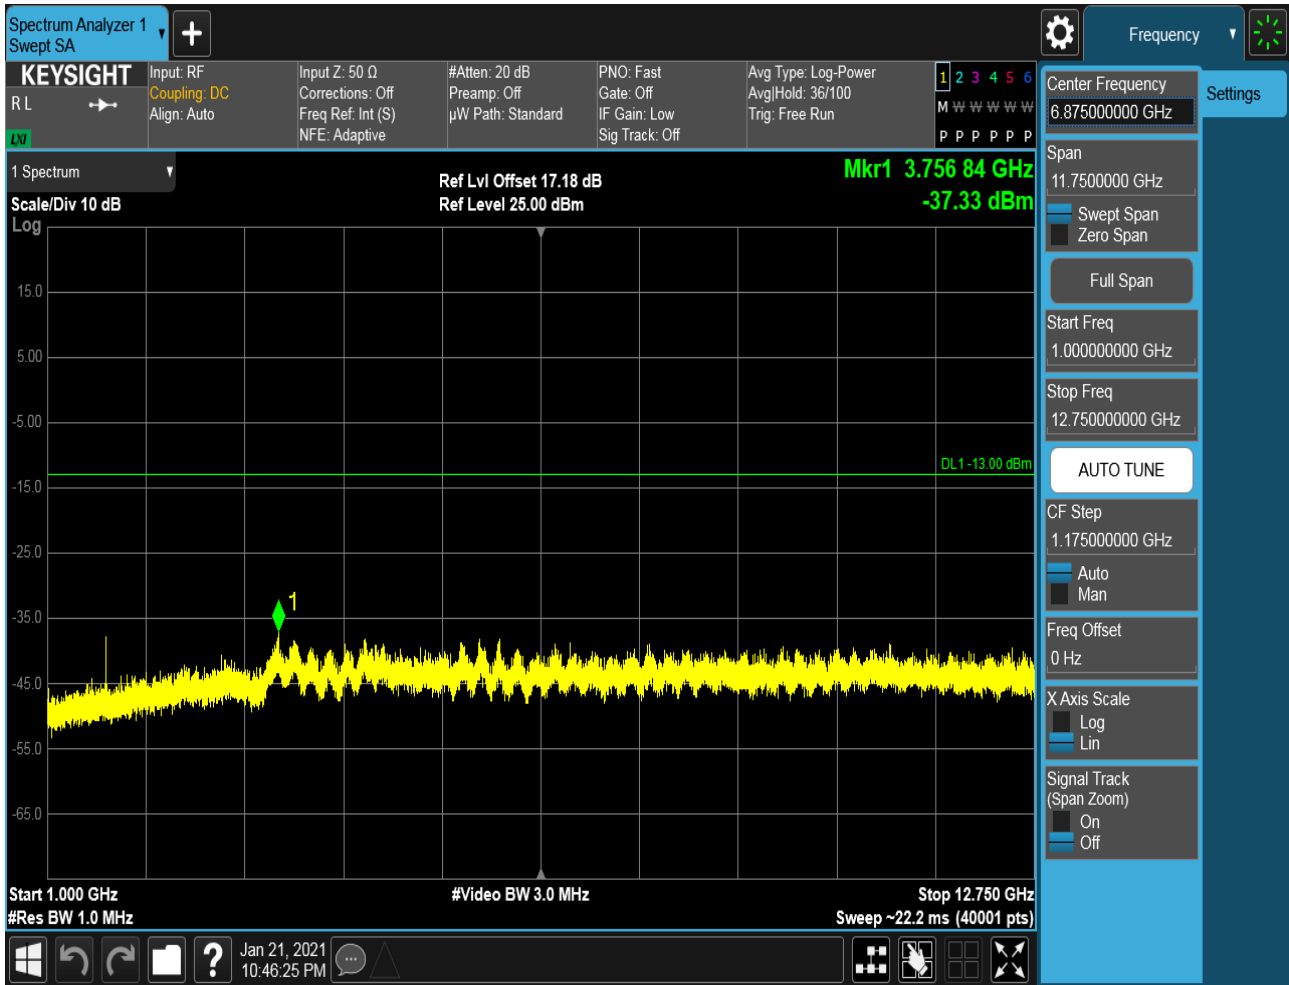 Spectrum Analyzer 1
Swept SA
Frequency
KEYSIGHT
R L
LXI
Input: RF
Coupling: DC
Align: Auto
Input Z: 50 Ω
Corrections: Off
Freq Ref: Int (S)
NFE: Adaptive
#Atten: 20 dB
Preamp: Off
µW Path: Standard
PNO: Fast
Gate: Off
IF Gain: Low
Sig Track: Off
Avg Type: Log-Power
Avg|Hold: 36/100
Trig: Free Run
1 2 3 4 5 6
M W W W W W
P P P P P P
1 Spectrum
Scale/Div 10 dB
Log
Ref Lvl Offset 17.18 dB
Ref Level 25.00 dBm
Mkr1 3.756 84 GHz
-37.33 dBm
15.0
5.00
-5.00
DL1 -13.00 dBm
-15.0
-25.0
1
-35.0
-45.0
-55.0
-65.0
Start 1.000 GHz
#Res BW 1.0 MHz
#Video BW 3.0 MHz
Stop 12.750 GHz
Sweep ~22.2 ms (40001 pts)
?
Jan 21, 2021
10:46:25 PM
Center Frequency
6.875000000 GHz
Settings
Span
11.7500000 GHz
Swept Span
Zero Span
Full Span
Start Freq
1.000000000 GHz
Stop Freq
12.750000000 GHz
AUTO TUNE
CF Step
1.175000000 GHz
Auto
Man
Freq Offset
0 Hz
X Axis Scale
Log
Lin
Signal Track
(Span Zoom)
On
Off